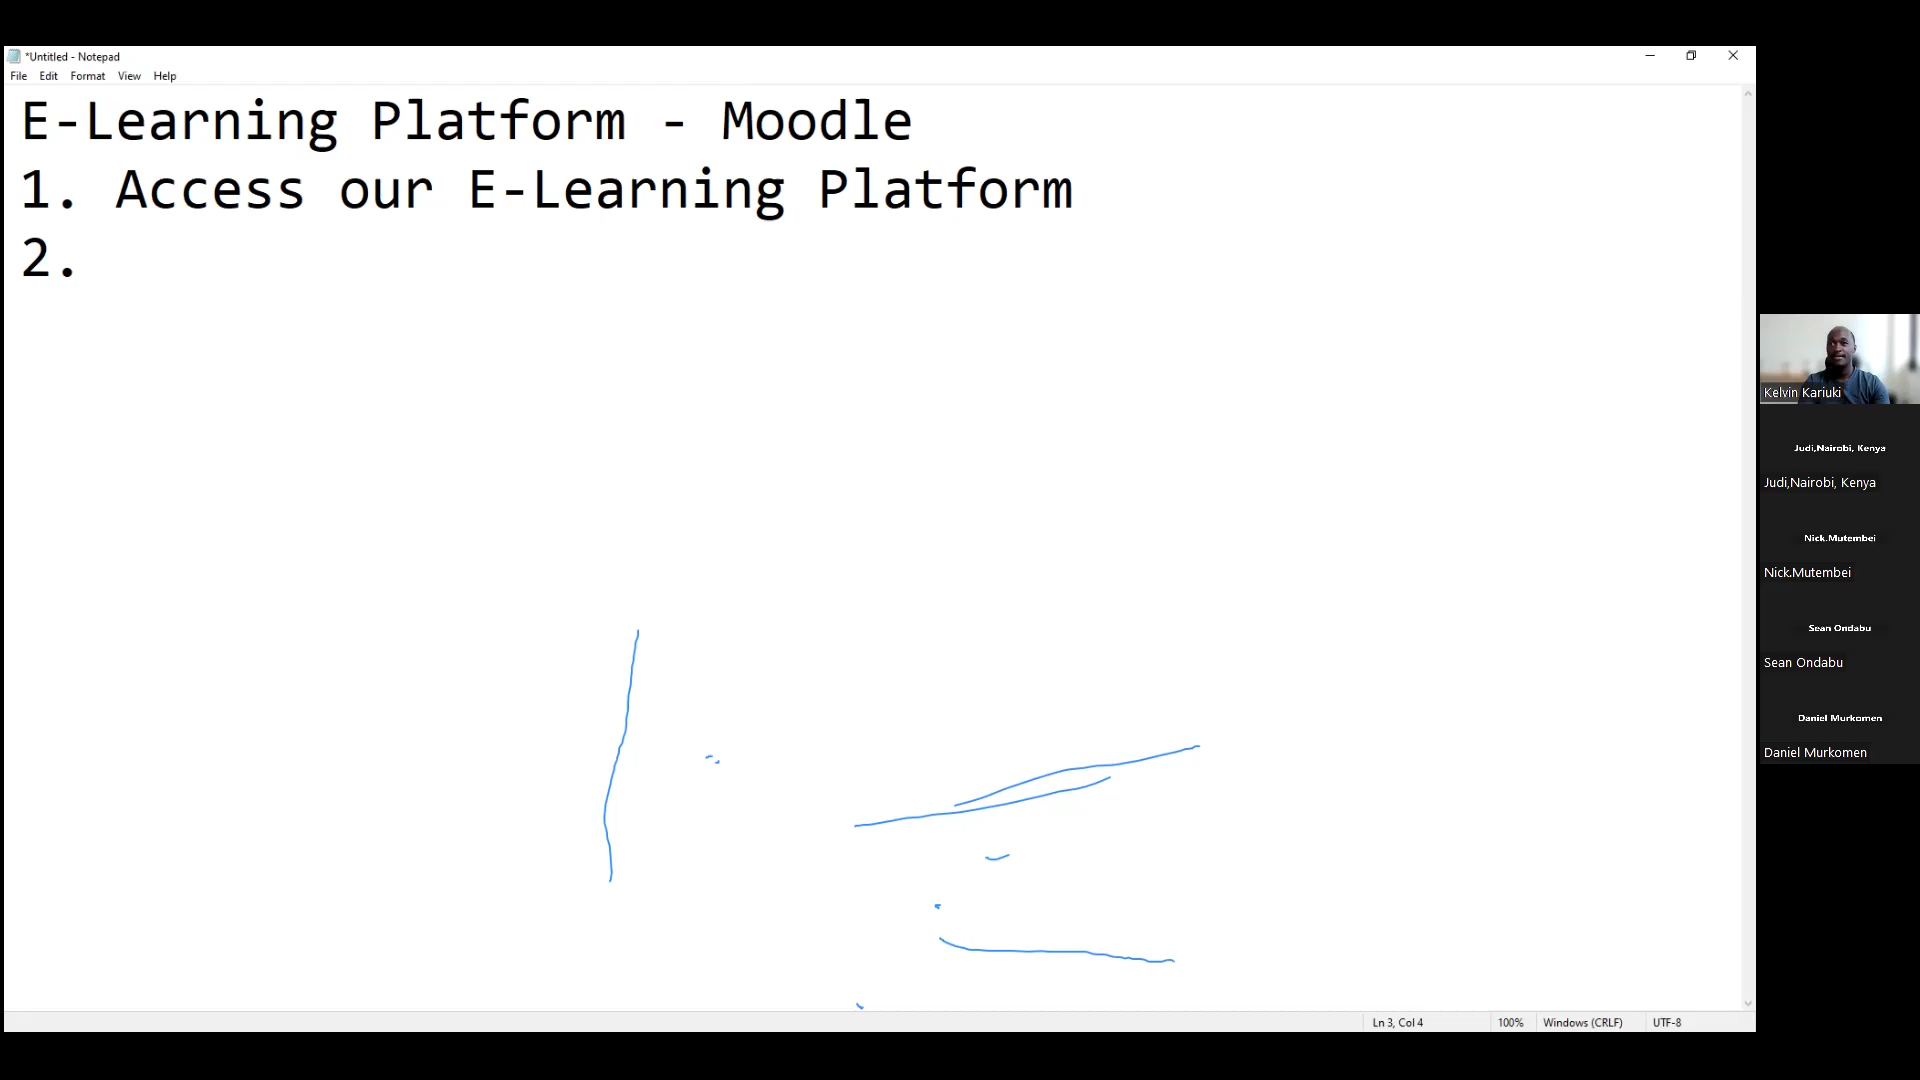 *Untitled - Notepad
File Edit Format View Help
E-Learning Platform - Moodle
1. Access our E-Learning Platform
2.
Kelvin Kariuki
Judi,Nairobi, Kenya
Judi,Nairobi, Kenya
Nick.Mutembei
Nick.Mutembei
Sean Ondabu
Sean Ondabu
Daniel Murkomen
Daniel Murkomen
Ln 3, Col 4 100% Windows (CRLF) UTF-8